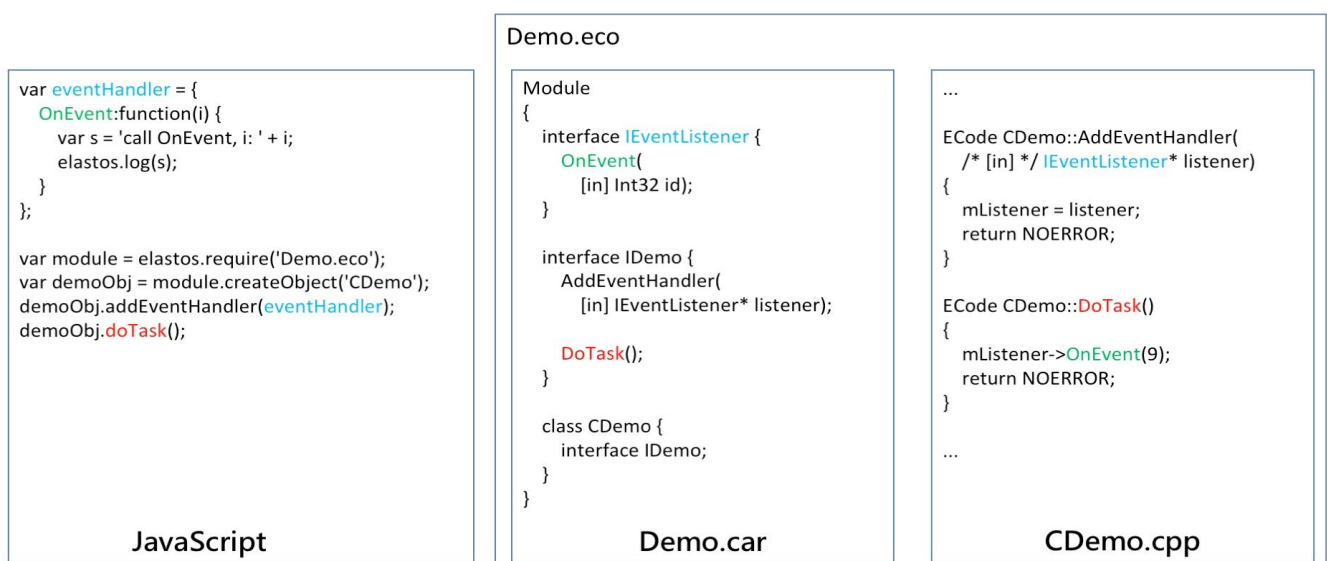 Demo.eco
var eventHandler = {
OnEvent:function(i) {
var s = 'call OnEvent, i: ' + i;
elastos.log(s);
}
};
var module = elastos.require('Demo.eco');
var demoObj = module.createObject('CDemo');
demoObj.addEventHandler(eventHandler);
demoObj.doTask();
JavaScript
Module
{
interface IEventListener {
OnEvent(
[in] Int32 id);
}
interface IDemo {
AddEventHandler(
[in] IEventListener* listener);
DoTask();
}
class CDemo {
interface IDemo;
}
}
Demo.car
...
ECode CDemo::AddEventHandler(
/* [in] */ IEventListener* listener)
{
mListener = listener;
return NOERROR;
}
ECode CDemo::DoTask()
{
mListener->OnEvent(9);
return NOERROR;
}
...
CDemo.cpp